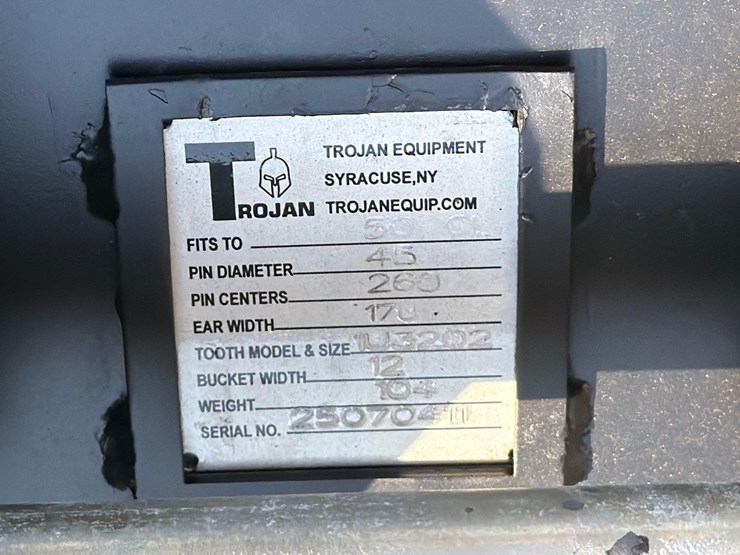 TROJAN
TROJAN EQUIPMENT
SYRACUSE,NY
TROJANEQUIP.COM
FITS TO
PIN DIAMETER 45
PIN CENTERS
EAR WIDTH
TOOTH MODEL & SIZE 1U3202
BUCKET WIDTH 12
WEIGHT 104
SERIAL NO.